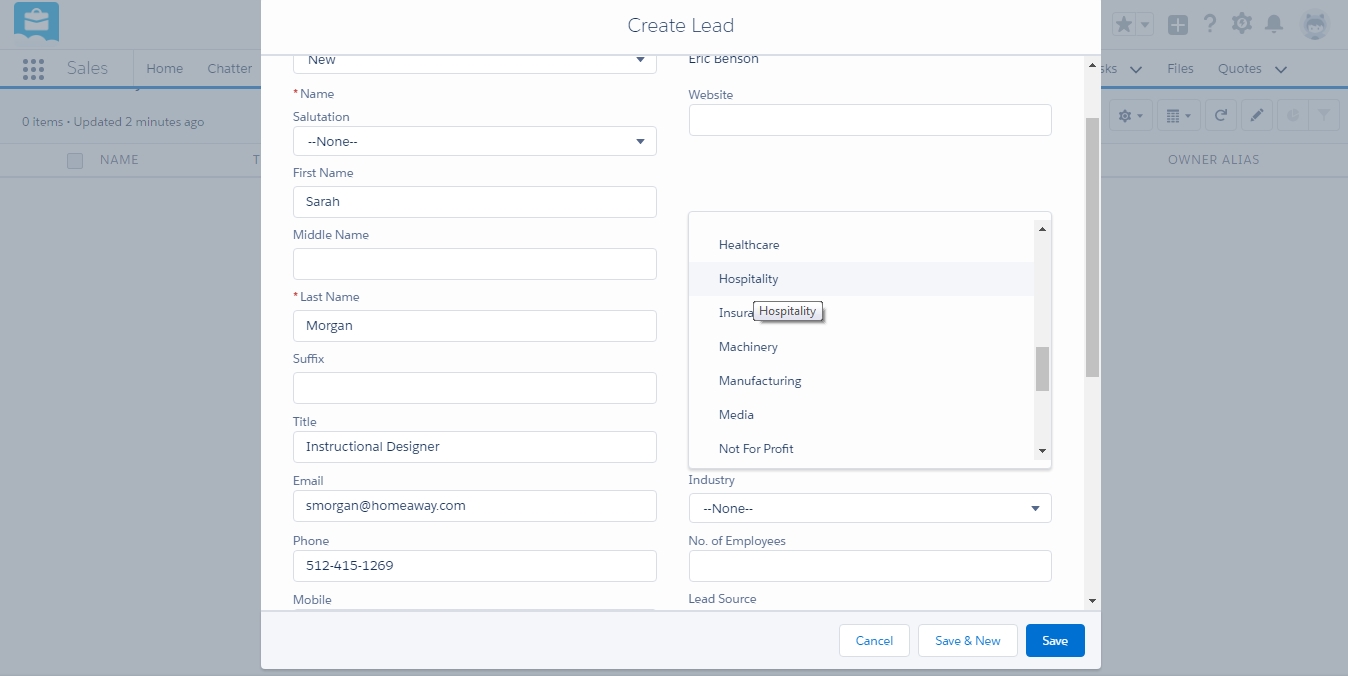 Create Lead
Sales
Home
Chatter
sks
Files
Quotes
0 items • Updated 2 minutes ago
NAME
T
OWNER ALIAS
New
Eric Benson
*Name
Salutation
--None--
First Name
Sarah
Middle Name
*Last Name
Morgan
Suffix
Title
Instructional Designer
Email
smorgan@homeaway.com
Phone
512-415-1269
Mobile
Website
Healthcare
Hospitality
Insura
Hospitality
Machinery
Manufacturing
Media
Not For Profit
Industry
--None--
No. of Employees
Lead Source
Cancel
Save & New
Save